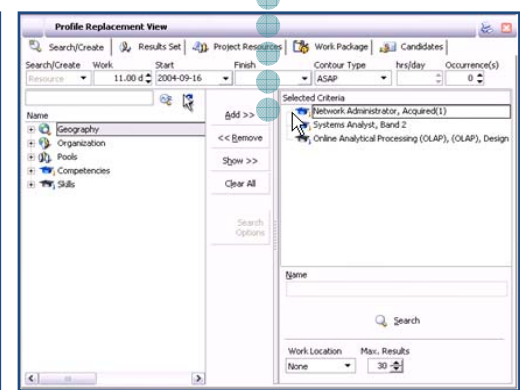 Profile Replacement View
Search/Create Results Set Project Resources Work Package Candidates
Search/Create Work Start Finish Contour Type hrs/day Occurrence(s)
Resource 11.00 d 2004-09-16 ASAP 0
Selected Criteria
Name
Geography
Organization
Pools
Competencies
Skills
Add >>
<< Remove
Show >>
Clear All
Search Options
Network Administrator, Acquired(1)
Systems Analyst, Band 2
Online Analytical Processing (OLAP), (OLAP), Design
Name
Search
Work Location Max. Results
None 30